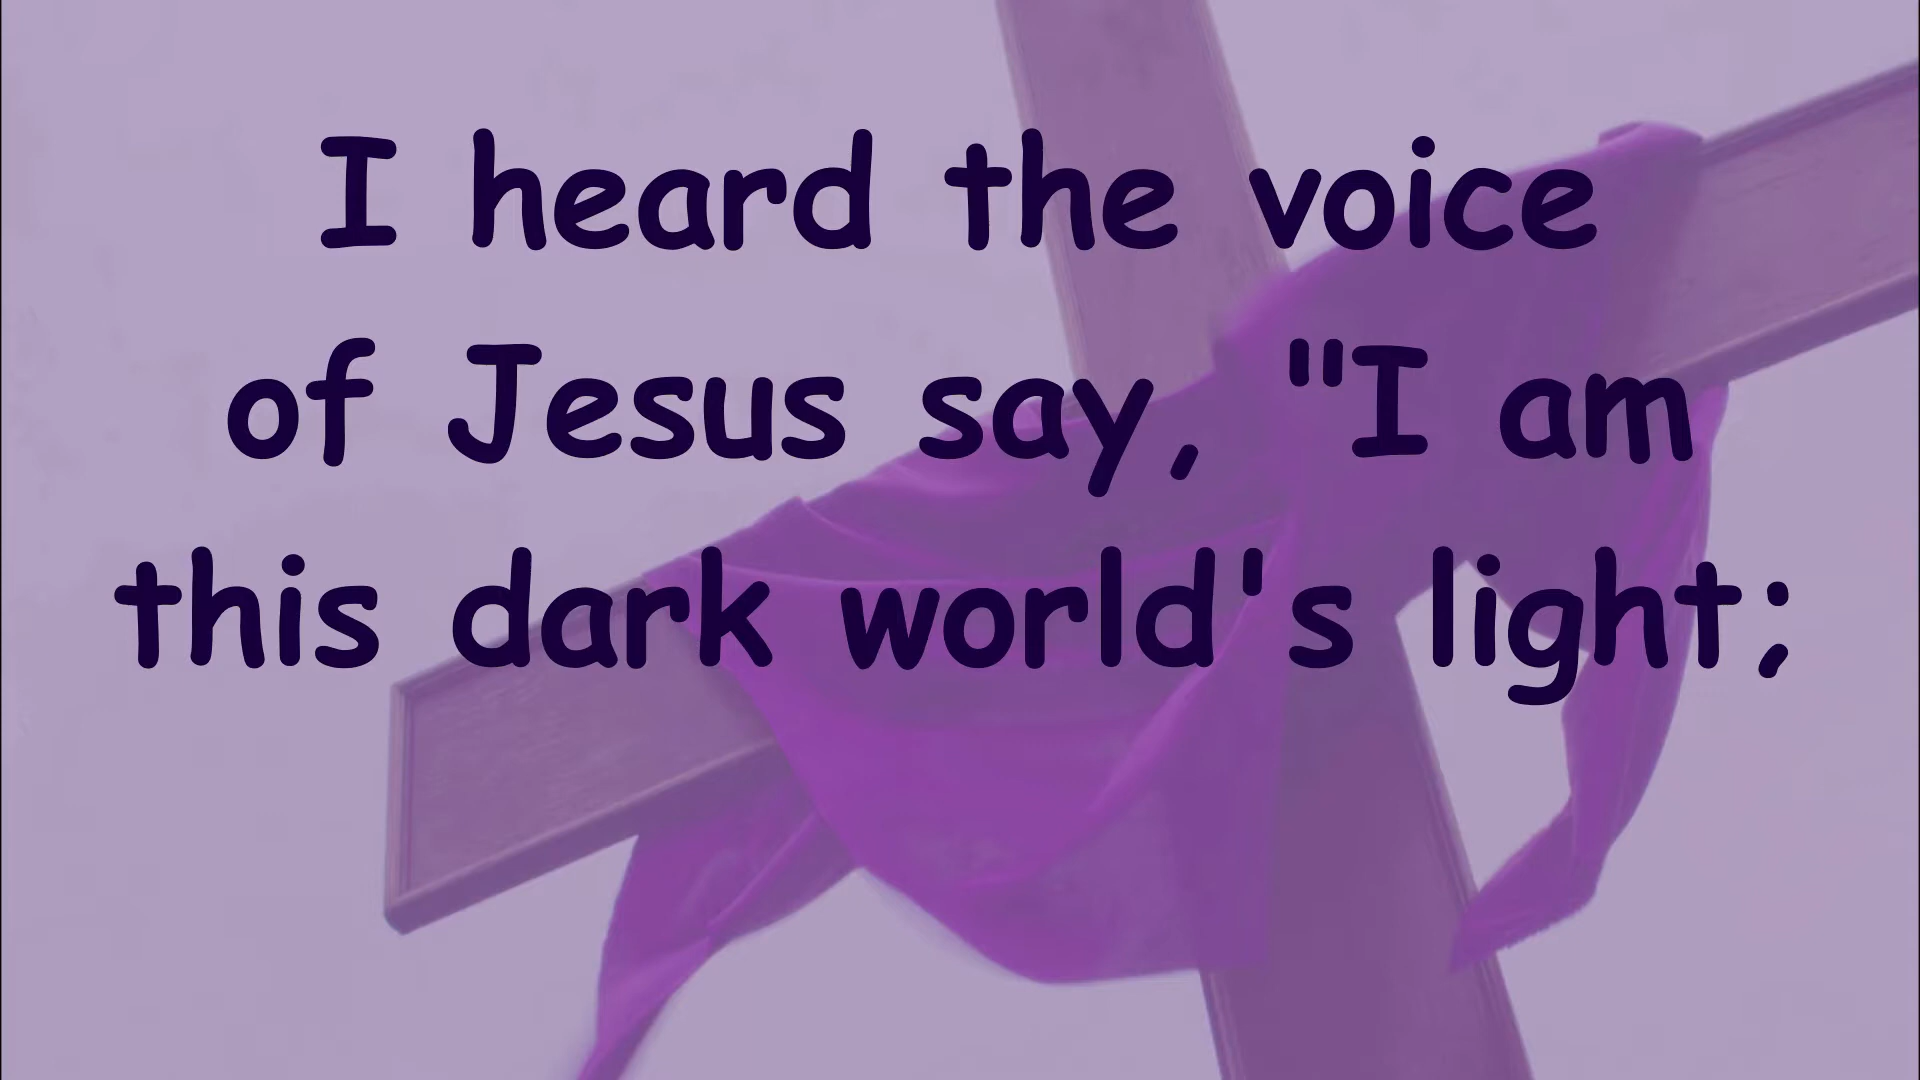 I heard the voice
of Jesus say, "I am
this dark world's light;